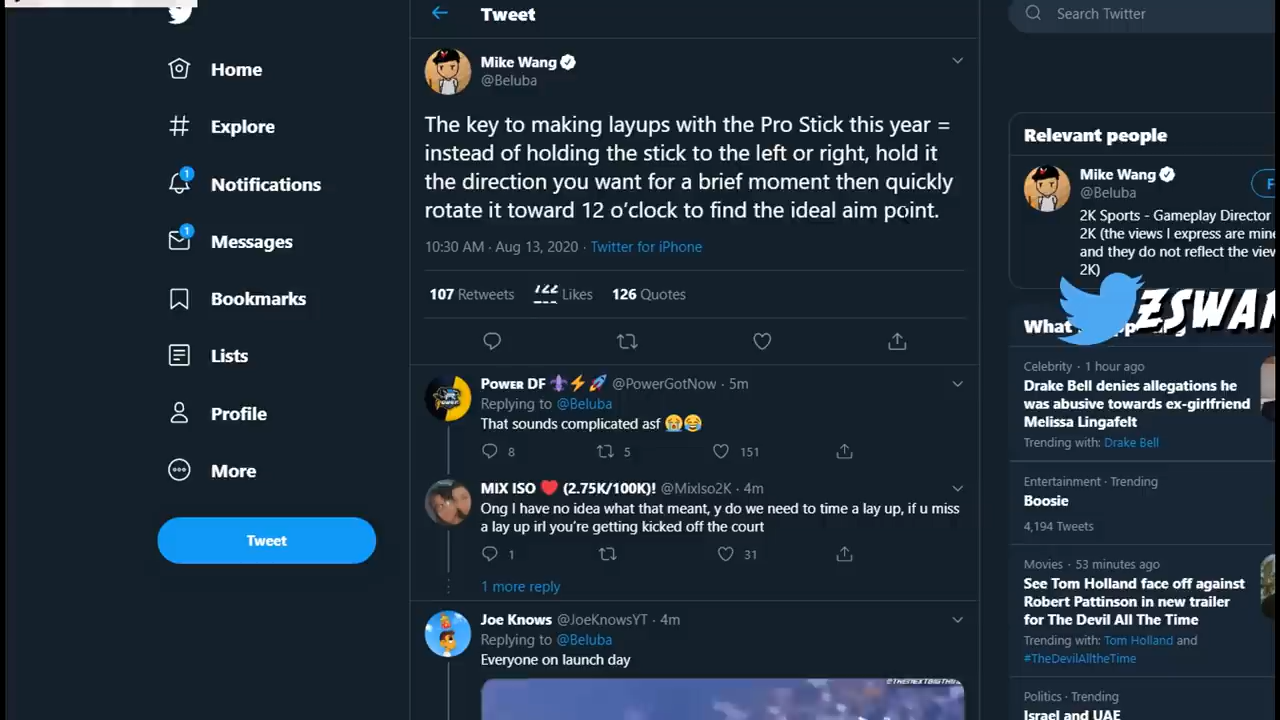 Home
Explore
1
Notifications
1
Messages
Bookmarks
Lists
Profile
More
Tweet
Tweet
Mike Wang
@Beluba
The key to making layups with the Pro Stick this year =
instead of holding the stick to the left or right, hold it
the direction you want for a brief moment then quickly
rotate it toward 12 o'clock to find the ideal aim point.
10:30 AM · Aug 13, 2020 · Twitter for iPhone
107 Retweets Likes 126 Quotes
Power DF ⚜️⚡🚀 @PowerGotNow · 5m
Replying to @Beluba
That sounds complicated asf 😭😂
8 5 151
MIX ISO ❤️ (2.75K/100K)! @MixIso2K · 4m
Ong I have no idea what that meant, y do we need to time a lay up, if u miss
a lay up irl you're getting kicked off the court
1 31
1 more reply
Joe Knows @JoeKnowsYT · 4m
Replying to @Beluba
Everyone on launch day
@THENEXTBIGTHIN
Search Twitter
Relevant people
Mike Wang
@Beluba
F
2K Sports - Gameplay Director
2K (the views I express are mine
and they do not reflect the view
2K)
ZSWAN
What
Celebrity · 1 hour ago
Drake Bell denies allegations he
was abusive towards ex-girlfriend
Melissa Lingafelt
Trending with: Drake Bell
Entertainment · Trending
Boosie
4,194 Tweets
Movies · 53 minutes ago
See Tom Holland face off against
Robert Pattinson in new trailer
for The Devil All The Time
Trending with: Tom Holland and
#TheDevilAlltheTime
Politics · Trending
Israel and UAE